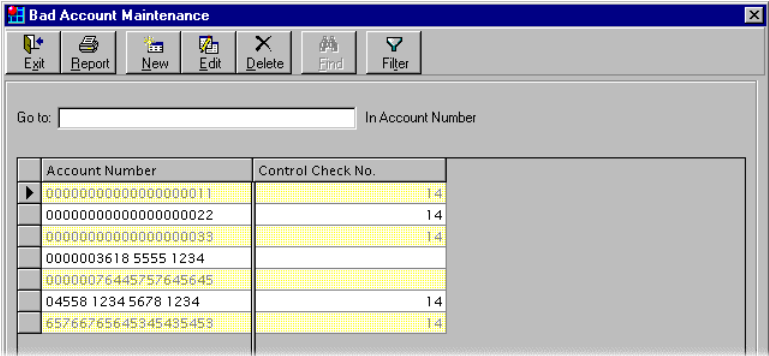 Bad Account Maintenance
Exit Report New Edit Delete Find Filter
Go to: In Account Number
Account Number Control Check No.
00000000000000000011 14
00000000000000000022 14
00000000000000000033 14
0000003618 5555 1234
00000076445757645645
04558 1234 5678 1234 14
65766765645345435453 14